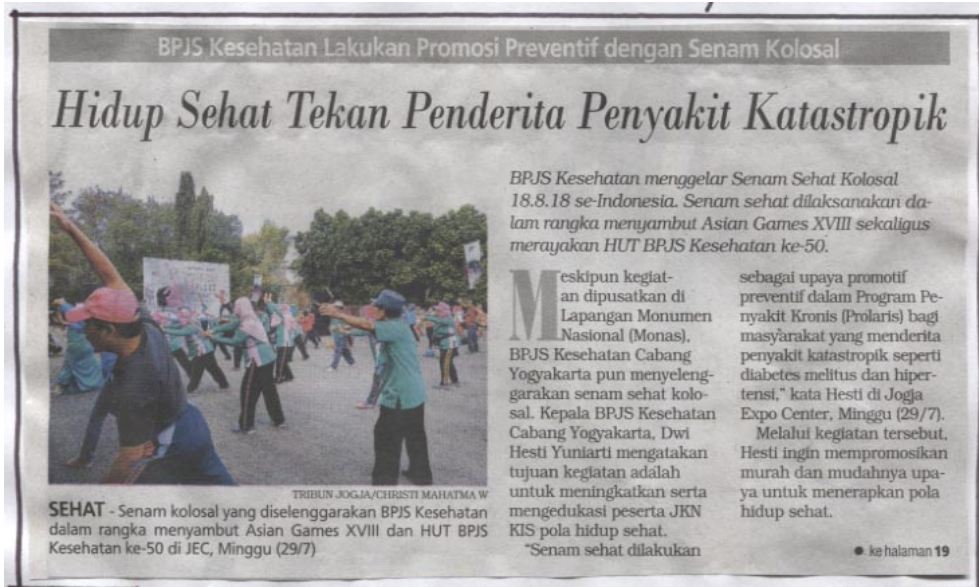 BPJS Kesehatan Lakukan Promosi Preventif dengan Senam Kolosal
Hidup Sehat Tekan Penderita Penyakit Katastropik
BPJS Kesehatan menggelar Senam Sehat Kolosal
18.8.18 se-Indonesia. Senam sehat dilaksanakan da-
lam rangka menyambut Asian Games XVIII sekaligus
merayakan HUT BPJS Kesehatan ke-50.
Meskipun kegiat-
an dipusatkan di
Lapangan Monumen
Nasional (Monas),
BPJS Kesehatan Cabang
Yogyakarta pun menyeleng-
garakan senam sehat kolo-
sal. Kepala BPJS Kesehatan
Cabang Yogyakarta, Dwi
Hesti Yuniarti mengatakan
tujuan kegiatan adalah
untuk meningkatkan serta
mengedukasi peserta JKN
KIS pola hidup sehat.
"Senam sehat dilakukan
sebagai upaya promotif
preventif dalam Program Pe-
nyakit Kronis (Prolaris) bagi
masyarakat yang menderita
penyakit katastropik seperti
diabetes melitus dan hiper-
tensi," kata Hesti di Jogja
Expo Center, Minggu (29/7).
Melalui kegiatan tersebut,
Hesti ingin mempromosikan
murah dan mudahnya upa-
ya untuk menerapkan pola
hidup sehat.
● ke halaman 19
TRIBUN JOGJA/CHRISTI MAHATMA W
SEHAT - Senam kolosal yang diselenggarakan BPJS Kesehatan
dalam rangka menyambut Asian Games XVIII dan HUT BPJS
Kesehatan ke-50 di JEC, Minggu (29/7)